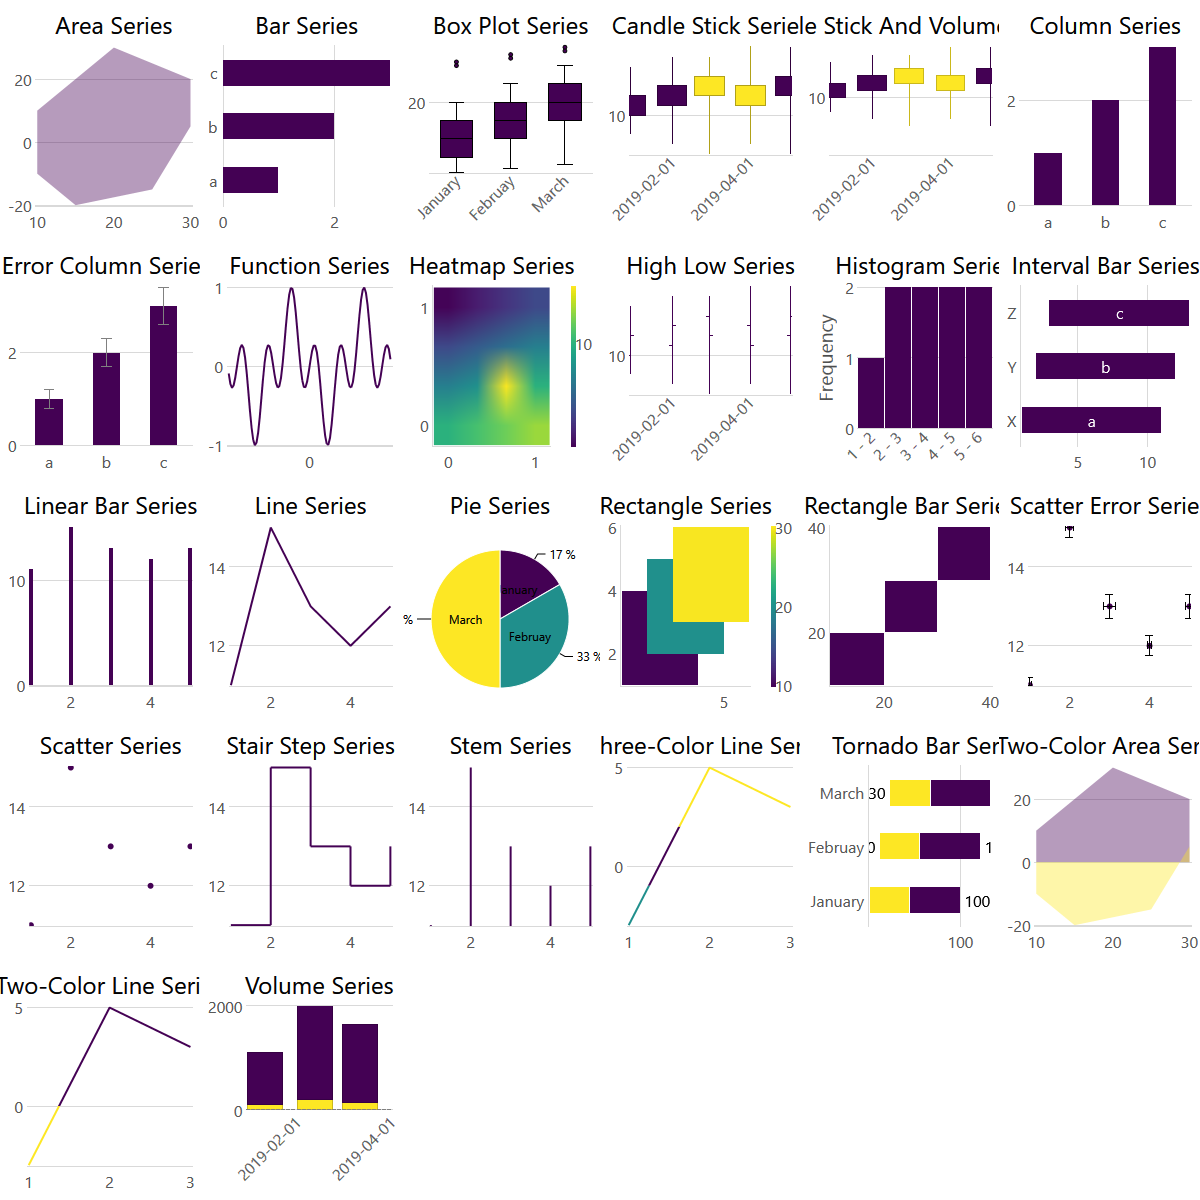 Area Series
20
0
-20
10
20
30
Bar Series
c
b
a
0
2
Box Plot Series
20
January
Februay
March
Candle Stick Serie
10
2019-02-01
2019-04-01
le Stick And Volum
10
2019-02-01
2019-04-01
Column Series
2
0
a
b
c
Error Column Serie
2
0
a
b
c
Function Series
1
0
-1
0
Heatmap Series
1
0
0
1
10
High Low Series
10
2019-02-01
2019-04-01
Histogram Serie
Frequency
2
1
0
1 - 2
2 - 3
3 - 4
4 - 5
5 - 6
Interval Bar Series
Z
Y
X
c
b
a
5
10
Linear Bar Series
10
0
2
4
Line Series
14
12
2
4
Pie Series
17 %
January
March
Februay
%
33 %
Rectangle Series
6
4
2
5
30
20
10
Rectangle Bar Serie
40
20
20
40
Scatter Error Serie
14
12
2
4
Scatter Series
14
12
2
4
Stair Step Series
14
12
2
4
Stem Series
14
12
2
4
hree-Color Line Ser
5
0
1
2
3
Tornado Bar Ser
March
30
Februay
0
1
January
100
100
Two-Color Area Ser
20
0
-20
10
20
30
Two-Color Line Seri
5
0
1
2
3
Volume Series
2000
0
2019-02-01
2019-04-01